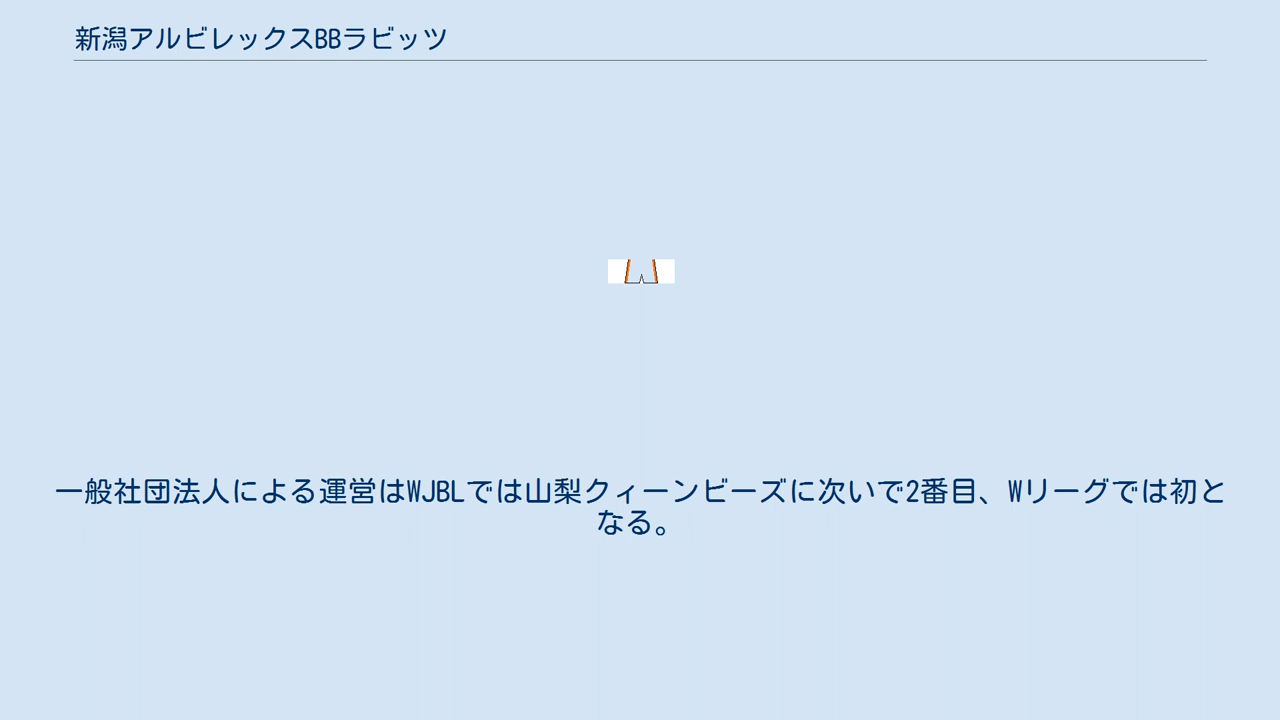 新潟アルビレックスBBラビッツ
一般社団法人による運営はWJBLでは山梨クィーンビーズに次いで2番目、Wリーグでは初と
なる。